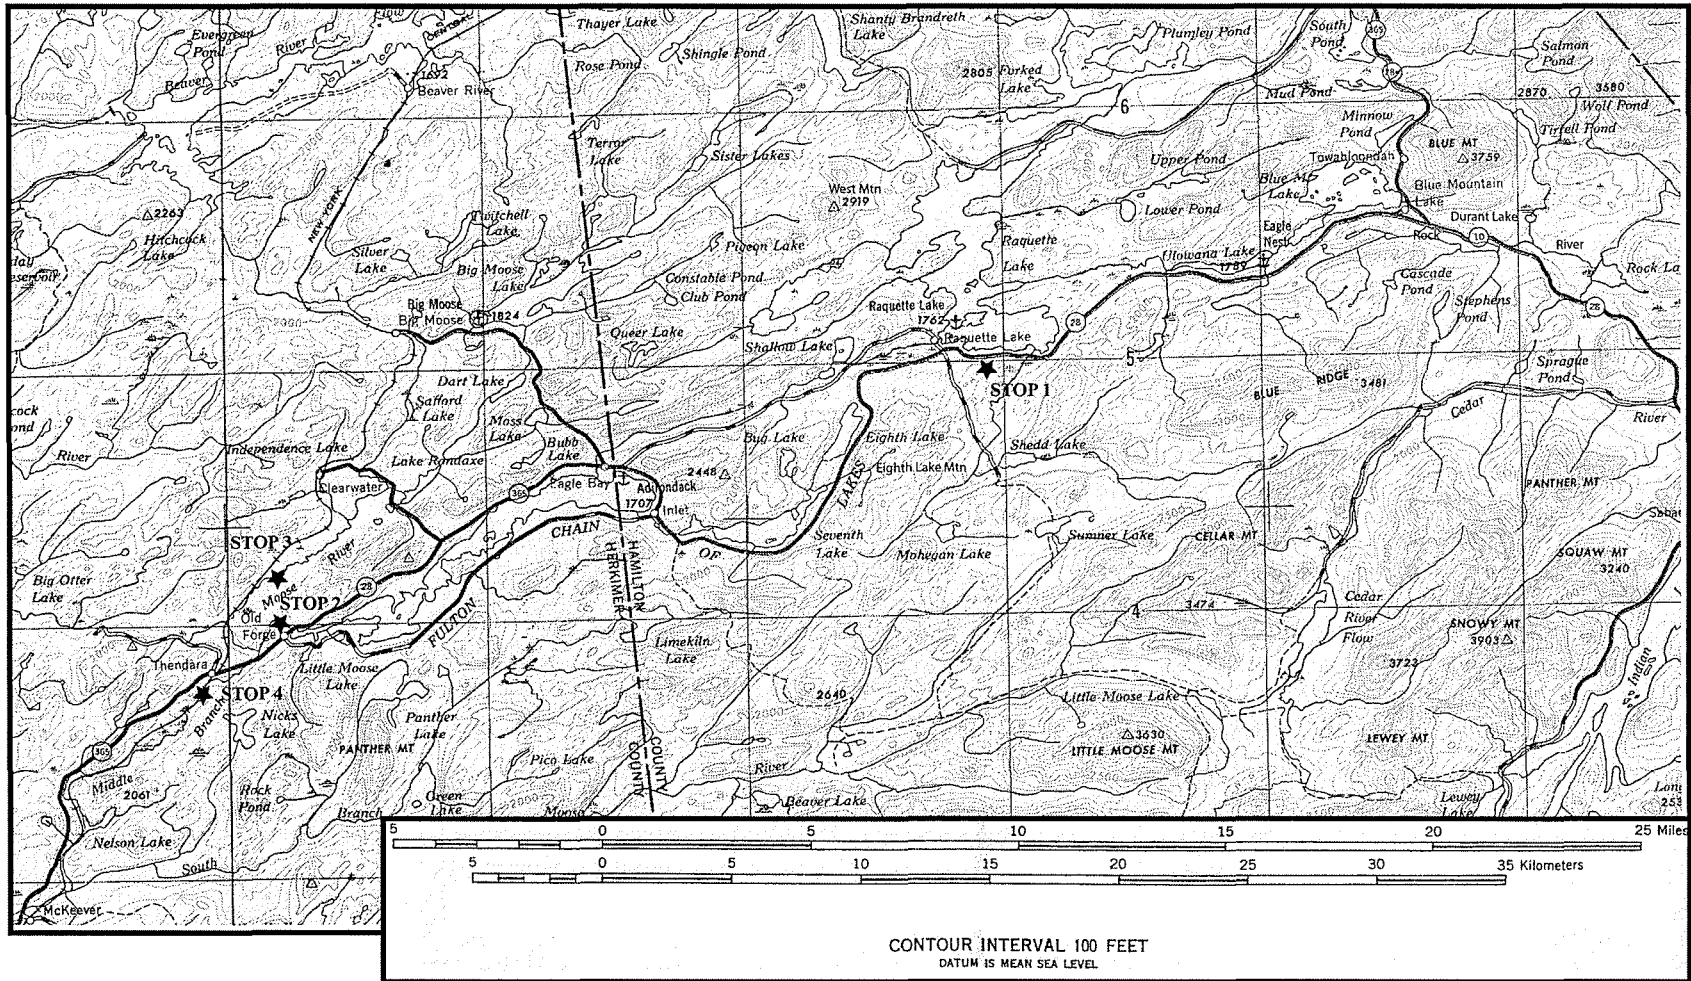 Evergreen
Pond
River
CENTRAL
Thayer Lake
Shanty Brandreth
Lake
Plumley Pond
South
Pond
365
Salmon
Pond
Shingle Pond
Rose Pond
1692
Beaver River
Beaver
2805
Forked
Lake
28
Mud Pond
2870
3580
Wolf Pond
6
Minnow
Pond
Tirrell Pond
BLUE MT
3759
Terror
Lake
Sister Lakes
Upper Pond
Towahloondah
Blue Mt
Lake
Blue Mountain
Lake
West Mtn
2919
Lower Pond
Durant Lake
NEW YORK
2263
Hitchcock
Lake
Twitchell
Lake
Eagle
Nest
Rock
10
River
Pigeon Lake
Raquette
Lake
Utowana Lake
1789
Silver
Lake
Big Moose
Lake
Constable Pond
Club Pond
Cascade
Pond
Rock La
Stephens
Pond
28
Big Moose
Big Moose
1824
Raquette Lake
1762
Raquette Lake
28
Queer Lake
Shallow Lake
5
Sprague
Pond
STOP 1
BLUE
RIDGE
3481
Dart Lake
Safford
Lake
Cedar
River
Moss
Lake
Bubb
Lake
Bug Lake
Eighth Lake
Shedd Lake
River
Independence Lake
Lake Rondaxe
2448
Eighth Lake Mtn
Clearwater
365
Eagle Bay
Adirondack
1707
Inlet
LAKES
PANTHER MT
CHAIN
OF
Seventh
Lake
Mohegan Lake
Sumner Lake
CELLAR MT
STOP 3
River
SQUAW MT
3240
Big Otter
Lake
HAMILTON
HERKIMER
28
Moose
STOP 2
Old
Forge
FULTON
Cedar
River
Flow
4
3474
SNOWY MT
3903
Thendara
Little Moose
Lake
Limekiln
Lake
3723
STOP 4
Branch
Nicks
Lake
Panther
Lake
2640
Little Moose Lake
Indian
365
PANTHER MT
Pico Lake
COUNTY
COUNTY
3630
LITTLE MOOSE MT
LEWEY MT
Middle
2061
Rock
Pond
River
Branch
Green
Lake
Moose
Beaver Lake
Lewey
Lake
Nelson Lake
South
McKeever
5 0 5 10 15 20 25 Miles
5 0 5 10 15 20 25 30 35 Kilometers
CONTOUR INTERVAL 100 FEET
DATUM IS MEAN SEA LEVEL